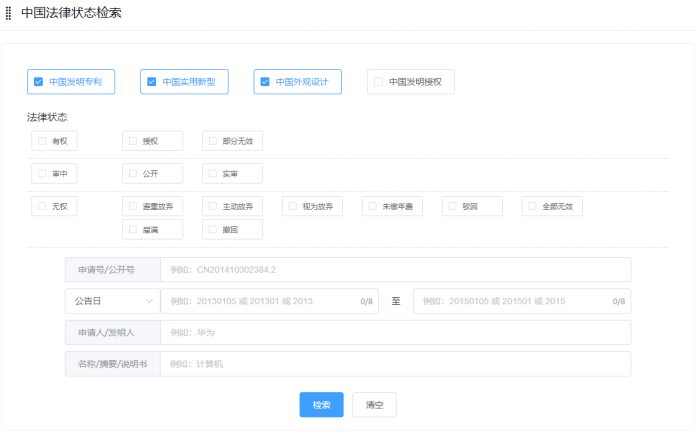 中国法律状态检索
中国发明专利 中国实用新型 中国外观设计 中国发明授权
法律状态
有权 授权 部分无效
审中 公开 实审
无权 避重放弃 主动放弃 视为放弃 未缴年费 驳回 全部无效
届满 撤回
申请号/公开号 例如: CN201410302384.2
公告日 例如: 20130105 或 201301 或 2013 0/8 至 例如: 20150105 或 201501 或 2015 0/8
申请人/发明人 例如: 华为
名称/摘要/说明书 例如: 计算机
检索 清空